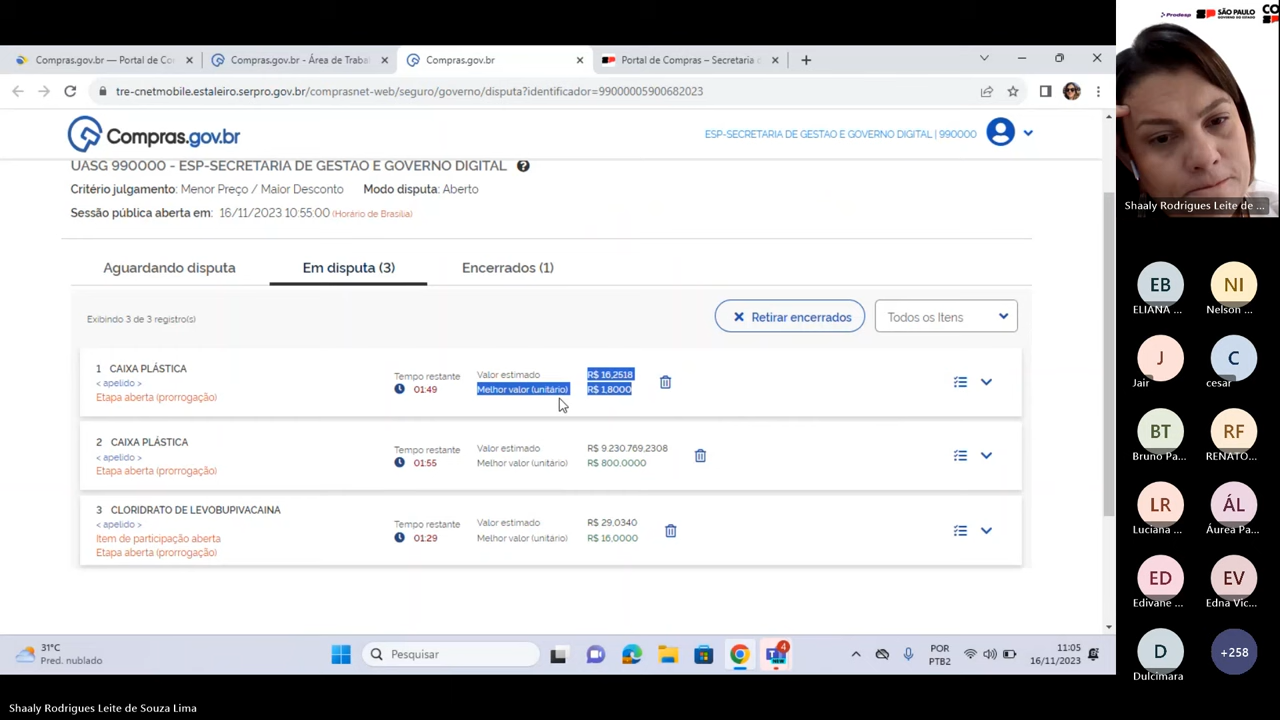 Prodesp
SÃO PAULO
GOVERNO DO ESTADO
CO
Compras.gov.br — Portal de Co
Compras.gov.br - Área de Traba
Compras.gov.br
Portal de Compras – Secretaria d
tre-cnetmobile.estaleiro.serpro.gov.br/comprasnet-web/seguro/governo/disputa?identificador=99000005900682023
Compras.gov.br
ESP-SECRETARIA DE GESTAO E GOVERNO DIGITAL | 990000
UASG 990000 - ESP-SECRETARIA DE GESTAO E GOVERNO DIGITAL
Critério julgamento: Menor Preço / Maior Desconto Modo disputa: Aberto
Sessão pública aberta em: 16/11/2023 10:55:00 (Horário de Brasília)
Aguardando disputa
Em disputa (3)
Encerrados (1)
Exibindo 3 de 3 registro(s)
Retirar encerrados
Todos os Itens
1 CAIXA PLÁSTICA
< apelido >
Etapa aberta (prorrogação)
Tempo restante
01:49
Valor estimado R$ 16,2518
Melhor valor (unitário) R$ 1,8000
2 CAIXA PLÁSTICA
< apelido >
Etapa aberta (prorrogação)
Tempo restante
01:55
Valor estimado R$ 9.230.769,2308
Melhor valor (unitário) R$ 800,0000
3 CLORIDRATO DE LEVOBUPIVACAINA
< apelido >
Item de participação aberta
Etapa aberta (prorrogação)
Tempo restante
01:29
Valor estimado R$ 29,0340
Melhor valor (unitário) R$ 16,0000
31°C
Pred. nublado
Pesquisar
4
POR
PTB2
11:05
16/11/2023
Shaaly Rodrigues Leite de ...
EB
ELIANA ...
NI
Nelson ...
J
Jair
C
cesar
BT
Bruno Pa...
RF
RENATO...
LR
Luciana ...
ÁL
Áurea Pa...
ED
Edivane ...
EV
Edna Vic...
D
Dulcimara
+258
Shaaly Rodrigues Leite de Souza Lima